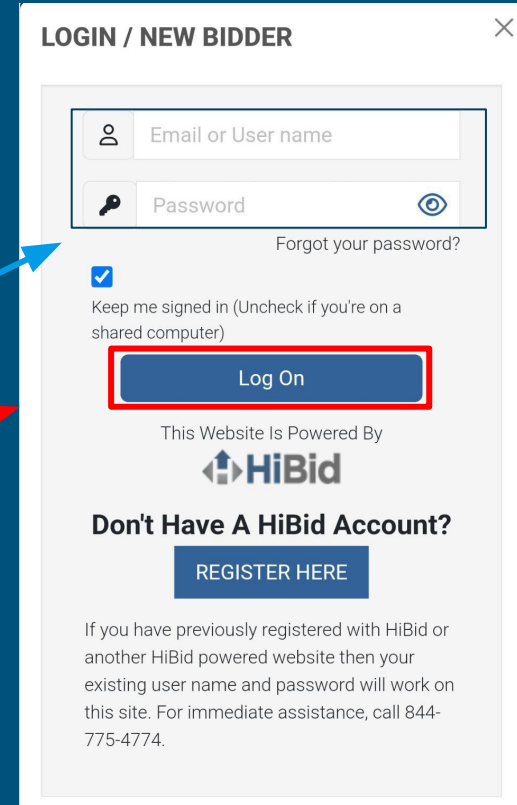 LOGIN / NEW BIDDER
Email or User name
Password
Forgot your password?
Keep me signed in (Uncheck if you're on a
shared computer)
Log On
This Website Is Powered By
HiBid
Don't Have A HiBid Account?
REGISTER HERE
If you have previously registered with HiBid or
another HiBid powered website then your
existing user name and password will work on
this site. For immediate assistance, call 844-
775-4774.